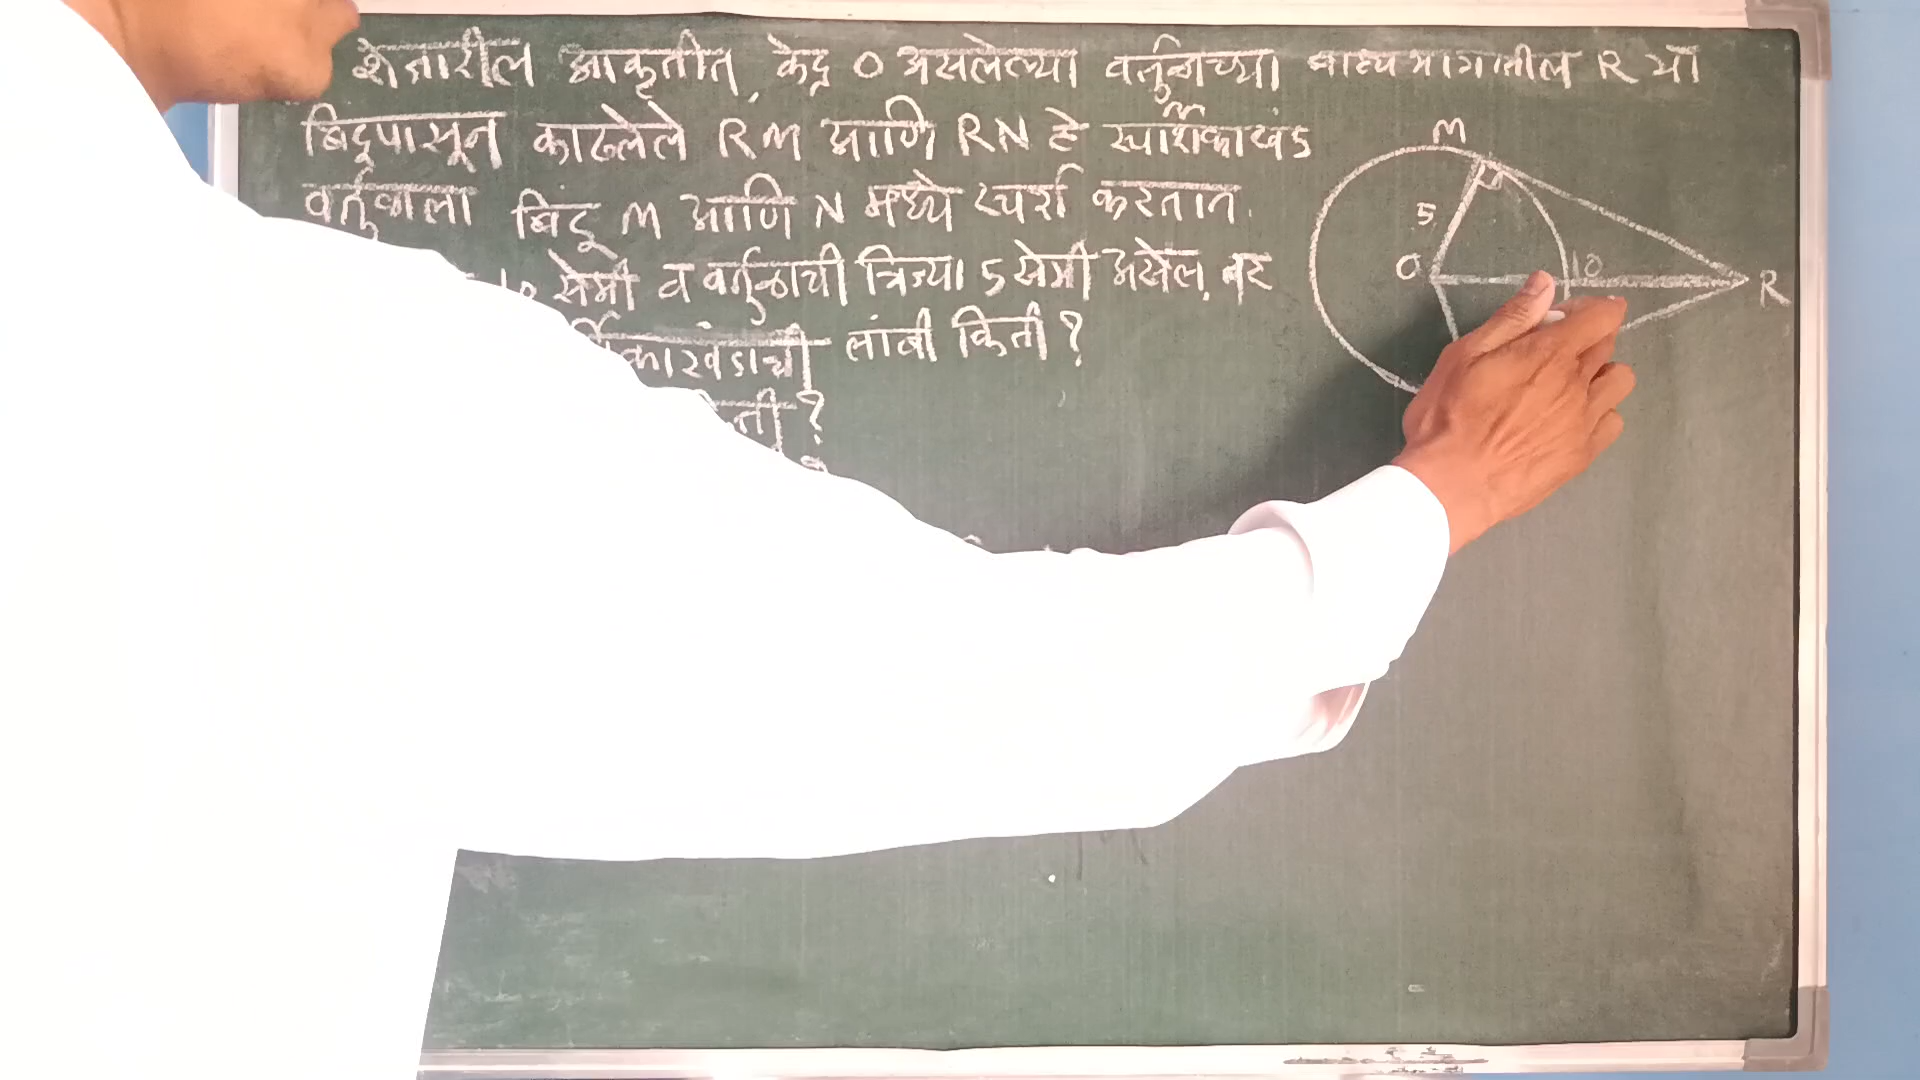 शेजारील आकृतीत, केंद्र O असलेल्या वर्तुळाच्या बाह्य भागातील R या
बिंदूपासून काढलेले RM आणि RN हे स्पर्शिकाखंड
वर्तुळाला बिंदू M आणि N मध्ये स्पर्श करतात.
10 सेमी व वर्तुळाची त्रिज्या 5 सेमी असेल, तर
लांबी किती ?
M
5
O
10
R